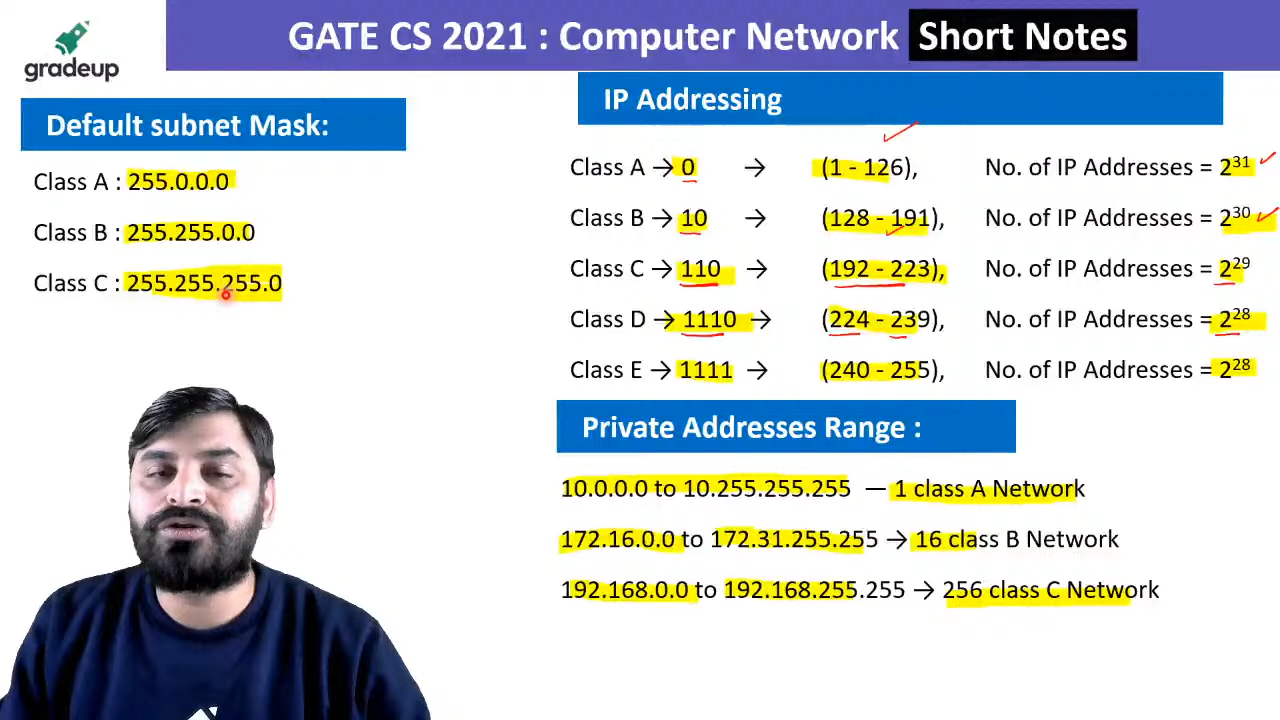 GATE CS 2021 : Computer Network Short Notes
gradeup
Default subnet Mask:
Class A : 255.0.0.0
Class B : 255.255.0.0
Class C : 255.255.255.0
IP Addressing
Class A → 0 → (1 - 126), No. of IP Addresses = 2³¹
Class B → 10 → (128 - 191), No. of IP Addresses = 2³⁰
Class C → 110 → (192 - 223), No. of IP Addresses = 2²⁹
Class D → 1110 → (224 - 239), No. of IP Addresses = 2²⁸
Class E → 1111 → (240 - 255), No. of IP Addresses = 2²⁸
Private Addresses Range :
10.0.0.0 to 10.255.255.255 — 1 class A Network
172.16.0.0 to 172.31.255.255 → 16 class B Network
192.168.0.0 to 192.168.255.255 → 256 class C Network